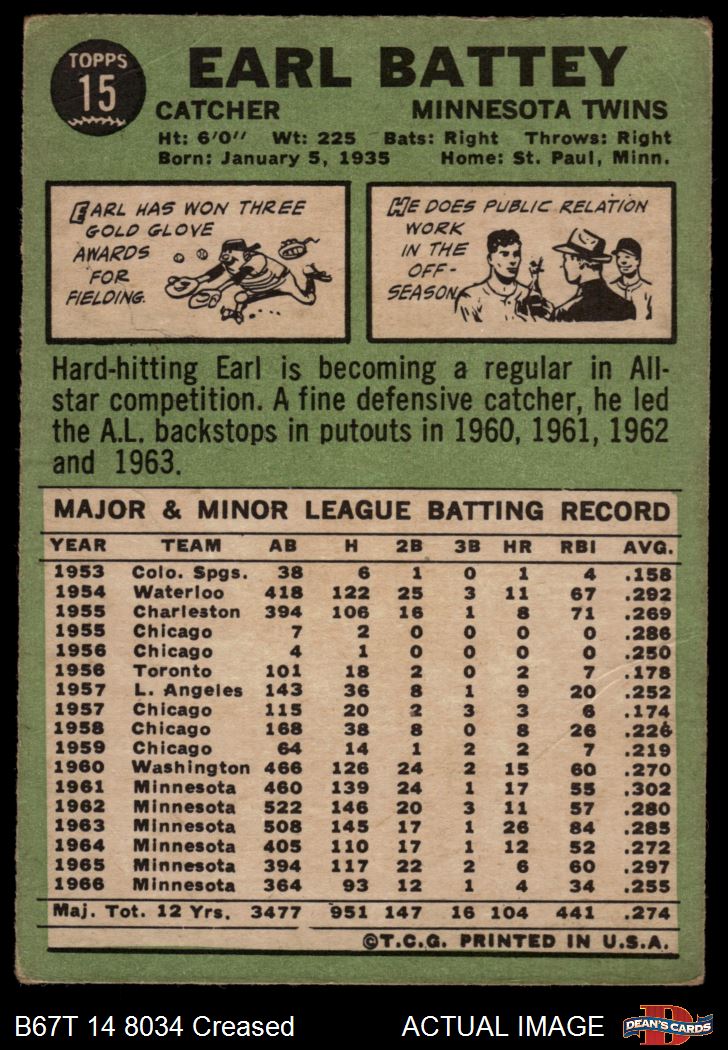 TOPPS
15
EARL BATTEY
CATCHER MINNESOTA TWINS
Ht: 6'0" Wt: 225 Bats: Right Throws: Right
Born: January 5, 1935 Home: St. Paul, Minn.
EARL HAS WON THREE
GOLD GLOVE
AWARDS
FOR
FIELDING.
HE DOES PUBLIC RELATION
WORK
IN THE
OFF-
SEASON.
Hard-hitting Earl is becoming a regular in All-
star competition. A fine defensive catcher, he led
the A.L. backstops in putouts in 1960, 1961, 1962
and 1963.
MAJOR & MINOR LEAGUE BATTING RECORD
YEAR TEAM AB H 2B 3B HR RBI AVG.
1953 Colo. Spgs. 38 6 1 0 1 4 .158
1954 Waterloo 418 122 25 3 11 67 .292
1955 Charleston 394 106 16 1 8 71 .269
1955 Chicago 7 2 0 0 0 0 .286
1956 Chicago 4 1 0 0 0 0 .250
1956 Toronto 101 18 2 0 2 7 .178
1957 L. Angeles 143 36 8 1 9 20 .252
1957 Chicago 115 20 2 3 3 6 .174
1958 Chicago 168 38 8 0 8 26 .226
1959 Chicago 64 14 1 2 2 7 .219
1960 Washington 466 126 24 2 15 60 .270
1961 Minnesota 460 139 24 1 17 55 .302
1962 Minnesota 522 146 20 3 11 57 .280
1963 Minnesota 508 145 17 1 26 84 .285
1964 Minnesota 405 110 17 1 12 52 .272
1965 Minnesota 394 117 22 2 6 60 .297
1966 Minnesota 364 93 12 1 4 34 .255
Maj. Tot. 12 Yrs. 3477 951 147 16 104 441 .274
©T.C.G. PRINTED IN U.S.A.
B67T 14 8034 Creased ACTUAL IMAGE
D
DEAN'S CARDS